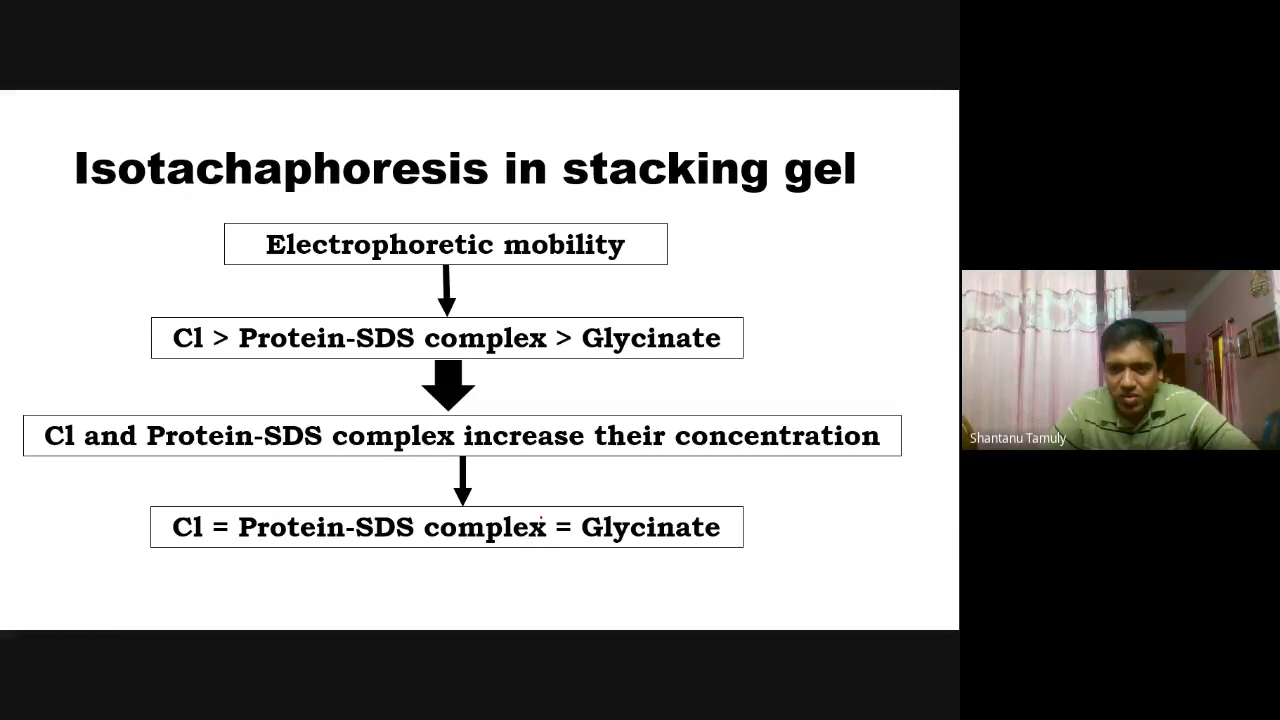 Isotachaphoresis in stacking gel
Electrophoretic mobility
Cl > Protein-SDS complex > Glycinate
Cl and Protein-SDS complex increase their concentration
Cl = Protein-SDS complex = Glycinate
Shantanu Tamuly